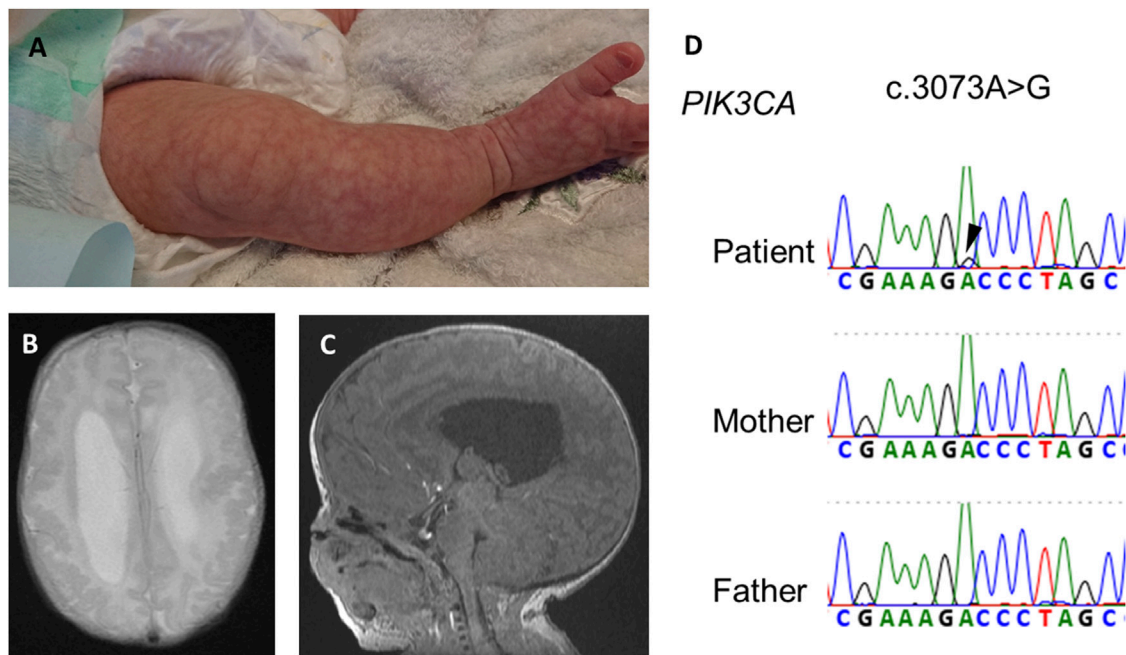 A
B
C
D
PIK3CA
c.3073A>G
Patient
CGAAAGACCCTAGC
Mother
CGAAAGACCCTAGC
Father
CGAAAGACCCTAGC